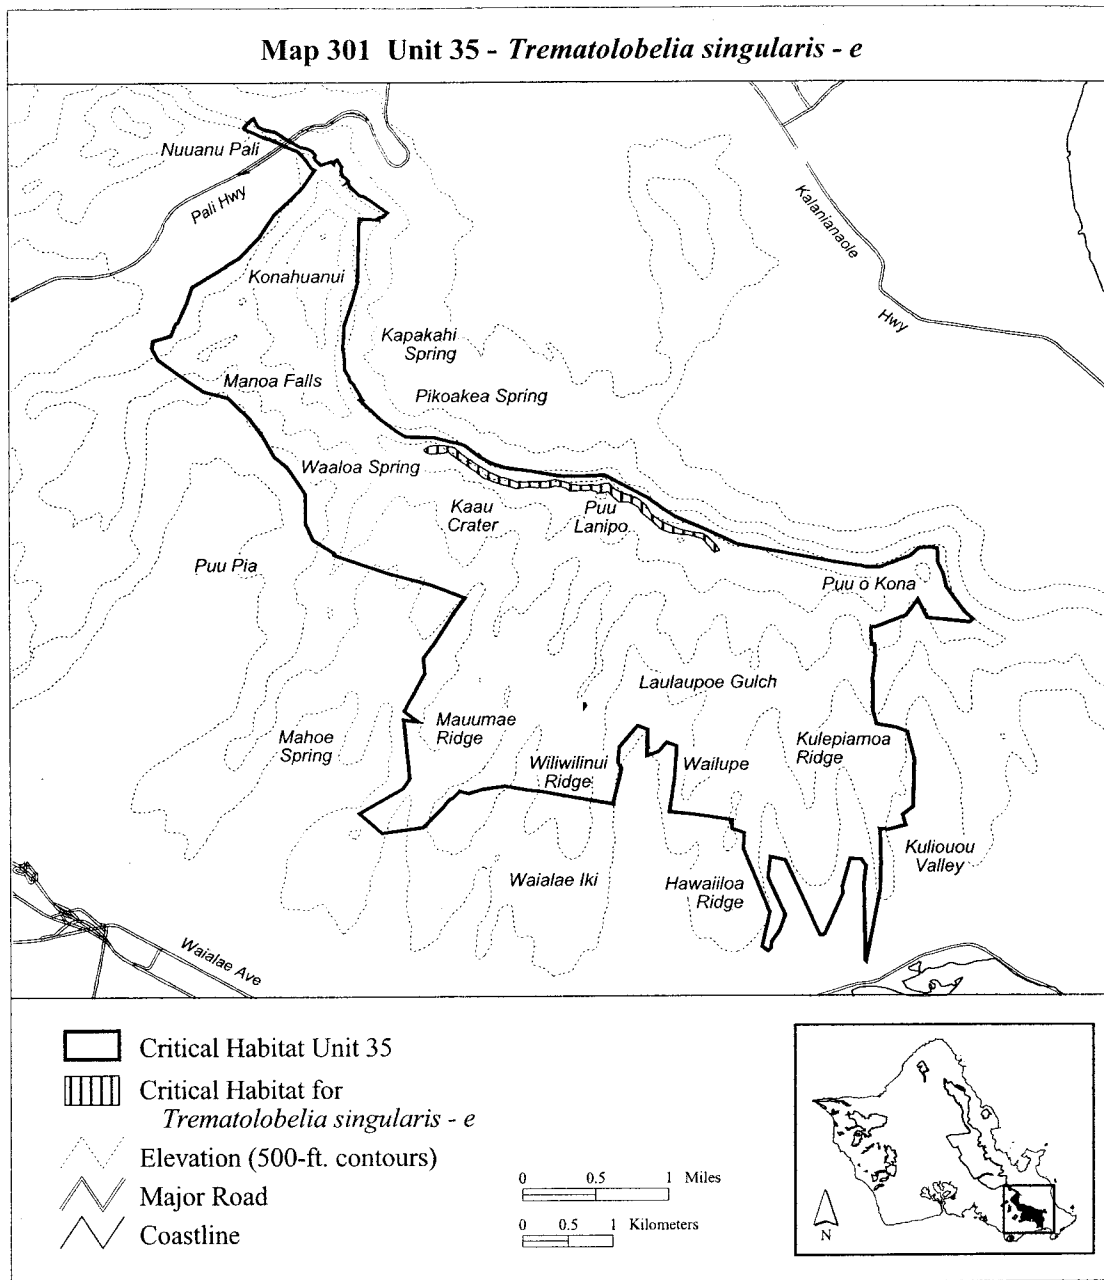 Map 301 Unit 35 - Trematolobelia singularis - e
Nuuanu Pali
Pali Hwy
Kalanianaole
Hwy
Konahuanui
Kapakahi
Spring
Manoa Falls
Pikoakea Spring
Waaloa Spring
Kaau
Crater
Puu
Lanipo
Puu Pia
Puu o Kona
Laulaupoe Gulch
Mahoe
Spring
Mauumae
Ridge
Wiliwilinui
Ridge
Wailupe
Kulepiamoa
Ridge
Kuliouou
Valley
Waialae Iki
Hawaiiloa
Ridge
Waialae Ave
Critical Habitat Unit 35
Critical Habitat for
Trematolobelia singularis - e
Elevation (500-ft. contours)
Major Road
Coastline
0 0.5 1 Miles
0 0.5 1 Kilometers
N